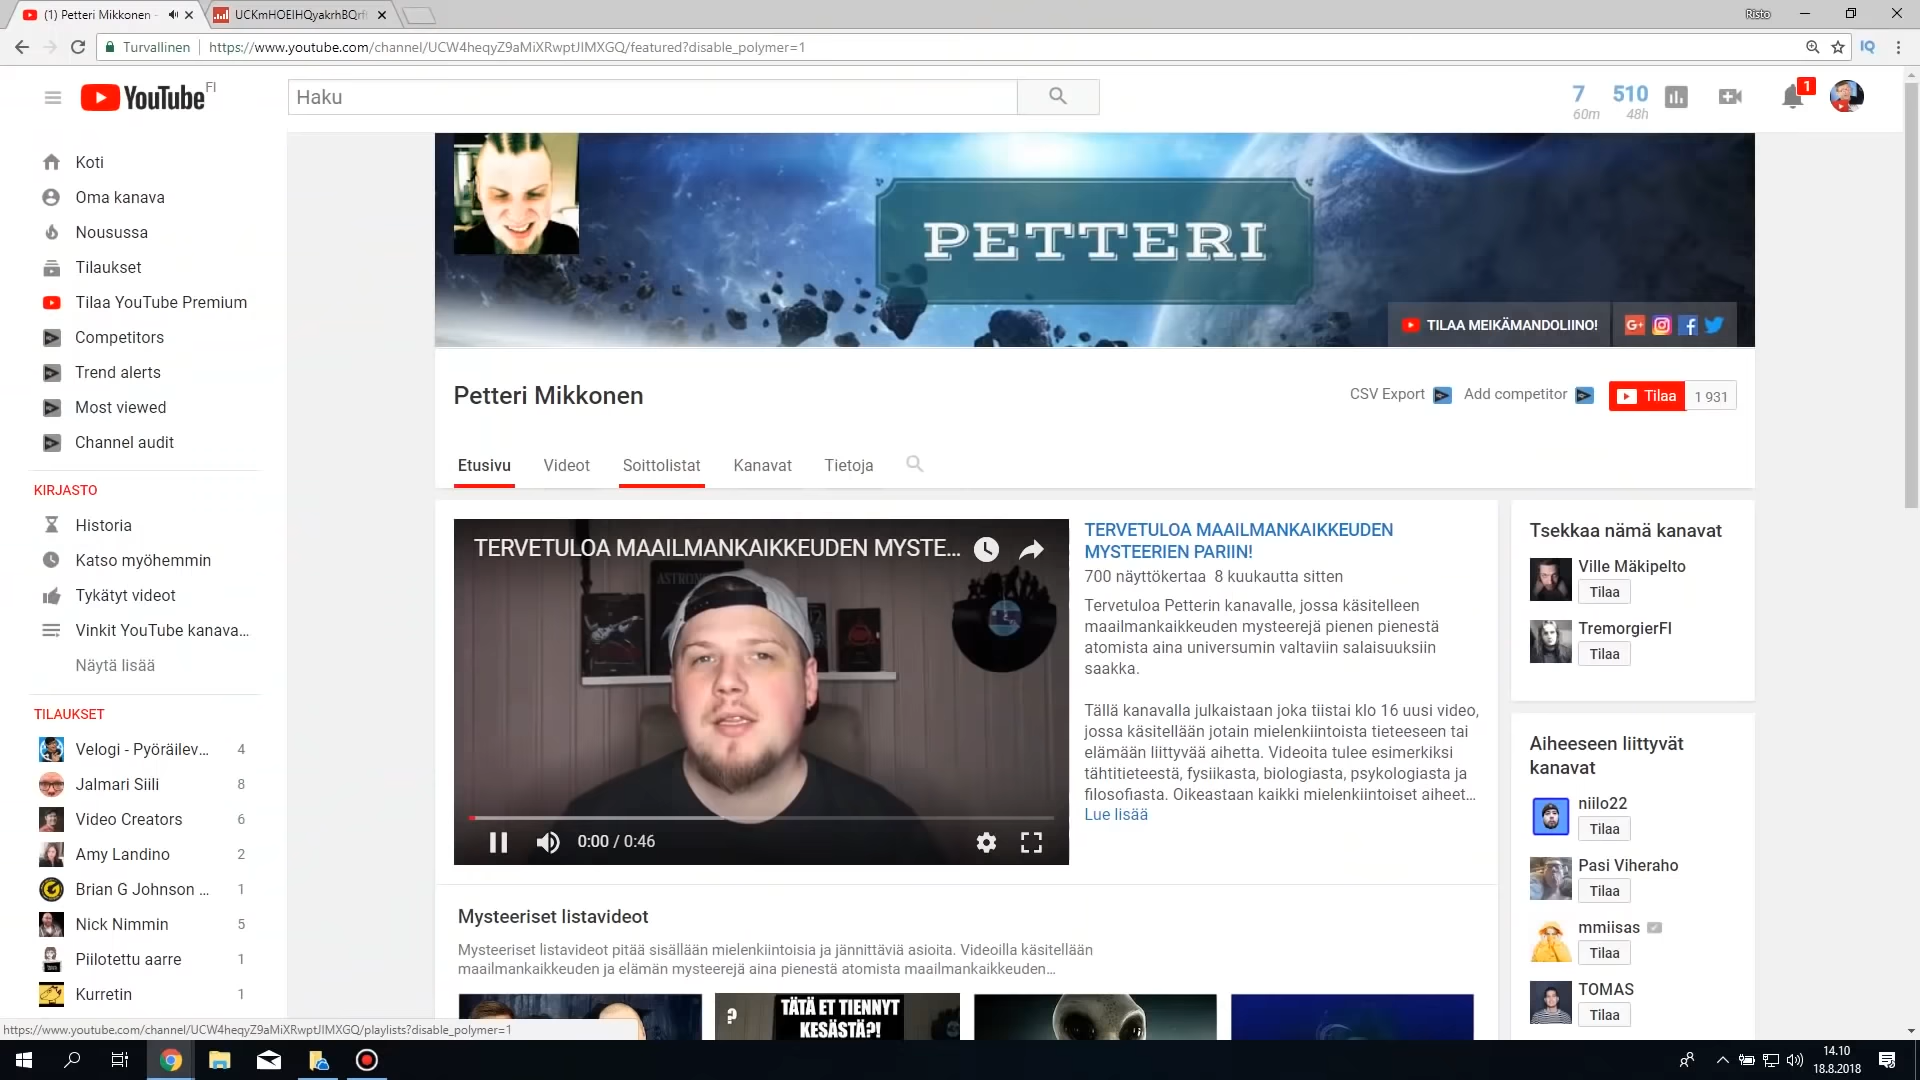 (1) Petteri Mikkonen -
UCKmHOEIHQyakrhBQrf
Risto
Turvallinen
https://www.youtube.com/channel/UCW4heqyZ9aMiXRwptJIMXGQ/featured?disable_polymer=1
IQ
YouTube FI
Haku
7
60m
510
48h
1
Koti
Oma kanava
Nousussa
Tilaukset
Tilaa YouTube Premium
Competitors
Trend alerts
Most viewed
Channel audit
KIRJASTO
Historia
Katso myöhemmin
Tykätyt videot
Vinkit YouTube kanava...
Näytä lisää
TILAUKSET
Velogi - Pyöräilev... 4
Jalmari Siili 8
Video Creators 6
Amy Landino 2
Brian G Johnson ... 1
Nick Nimmin 5
Piilotettu aarre 1
Kurretin 1
PETTERI
TILAA MEIKÄMANDOLIINO!
Petteri Mikkonen
CSV Export
Add competitor
Tilaa 1 931
Etusivu
Videot
Soittolistat
Kanavat
Tietoja
TERVETULOA MAAILMANKAIKKEUDEN MYSTE...
ASTRON
0:00 / 0:46
TERVETULOA MAAILMANKAIKKEUDEN
MYSTEERIEN PARIIN!
700 näyttökertaa 8 kuukautta sitten
Tervetuloa Petterin kanavalle, jossa käsitelleen
maailmankaikkeuden mysteerejä pienen pienestä
atomista aina universumin valtaviin salaisuuksiin
saakka.
Tällä kanavalla julkaistaan joka tiistai klo 16 uusi video,
jossa käsitellään jotain mielenkiintoista tieteeseen tai
elämään liittyvää aihetta. Videoita tulee esimerkiksi
tähtitieteestä, fysiikasta, biologiasta, psykologiasta ja
filosofiasta. Oikeastaan kaikki mielenkiintoiset aiheet...
Lue lisää
Mysteeriset listavideot
Mysteeriset listavideot pitää sisällään mielenkiintoisia ja jännittäviä asioita. Videoilla käsitellään
maailmankaikkeuden ja elämän mysteerejä aina pienestä atomista maailmankaikkeuden...
?
TÄTÄ ET TIENNYT
KESÄSTÄ?!
Tsekkaa nämä kanavat
Ville Mäkipelto
Tilaa
TremorgierFI
Tilaa
Aiheeseen liittyvät
kanavat
niilo22
Tilaa
Pasi Viheraho
Tilaa
mmiisas
Tilaa
TOMAS
Tilaa
https://www.youtube.com/channel/UCW4heqyZ9aMiXRwptJIMXGQ/playlists?disable_polymer=1
14.10
18.8.2018